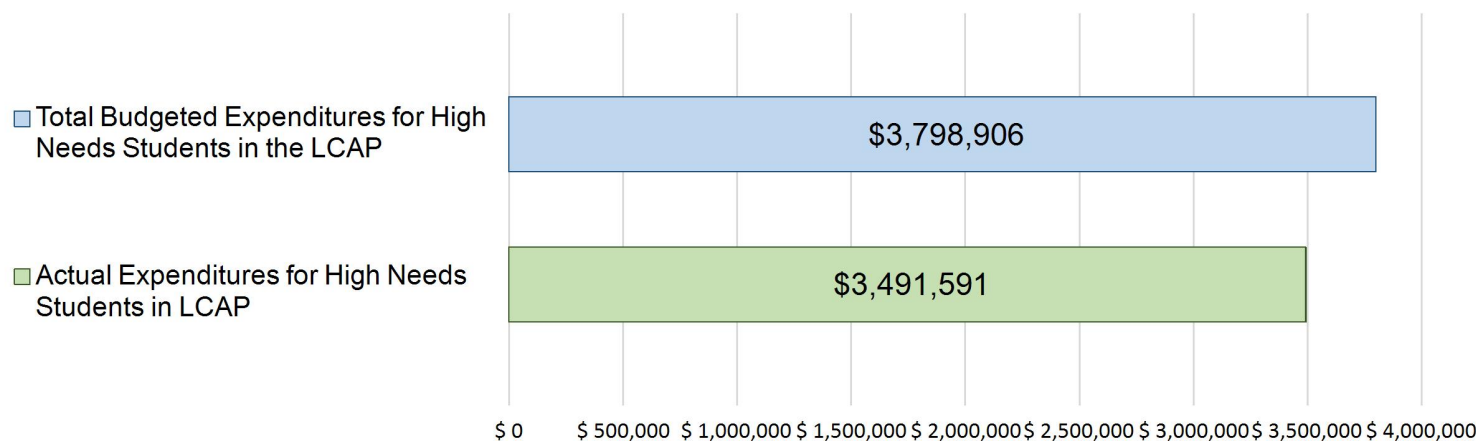 Total Budgeted Expenditures for High
Needs Students in the LCAP
$3,798,906
Actual Expenditures for High Needs
Students in LCAP
$3,491,591
$ 0 $ 500,000 $ 1,000,000 $ 1,500,000 $ 2,000,000 $ 2,500,000 $ 3,000,000 $ 3,500,000 $ 4,000,000